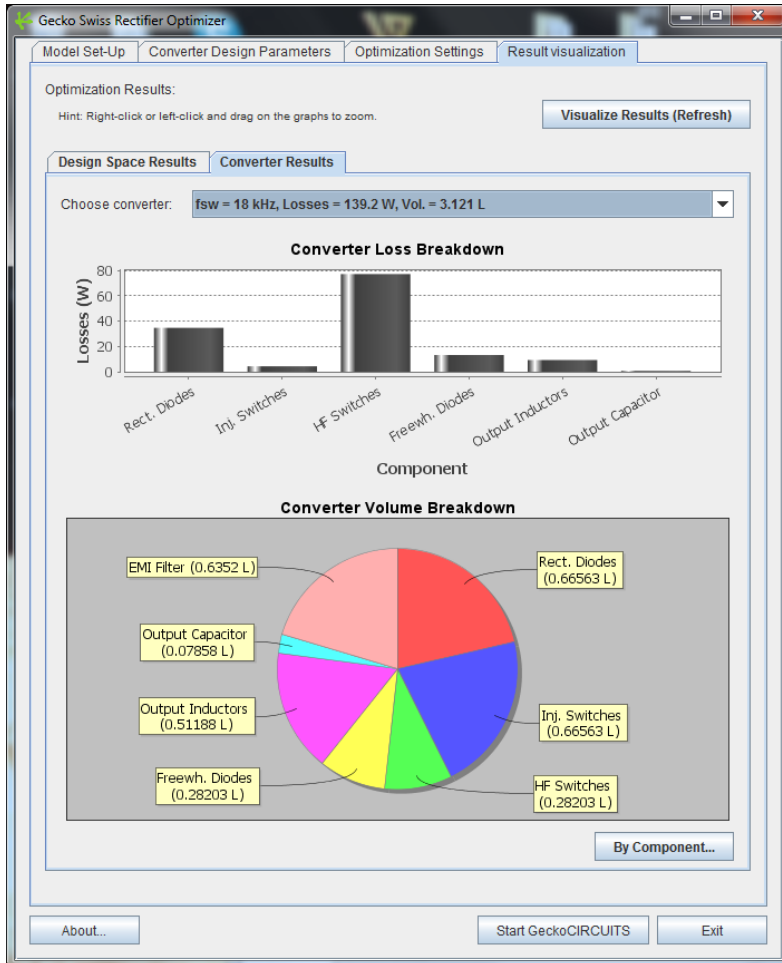 Gecko Swiss Rectifier Optimizer
Model Set-Up
Converter Design Parameters
Optimization Settings
Result visualization
Optimization Results:
Hint: Right-click or left-click and drag on the graphs to zoom.
Visualize Results (Refresh)
Design Space Results
Converter Results
Choose converter:
fsw = 18 kHz, Losses = 139.2 W, Vol. = 3.121 L
Converter Loss Breakdown
Losses (W)
80
60
40
20
0
Rect. Diodes
Inj. Switches
HF Switches
Freewh. Diodes
Output Inductors
Output Capacitor
Component
Converter Volume Breakdown
EMI Filter (0.6352 L)
Rect. Diodes
(0.66563 L)
Output Capacitor
(0.07858 L)
Output Inductors
(0.51188 L)
Inj. Switches
(0.66563 L)
Freewh. Diodes
(0.28203 L)
HF Switches
(0.28203 L)
By Component...
About...
Start GeckoCIRCUITS
Exit